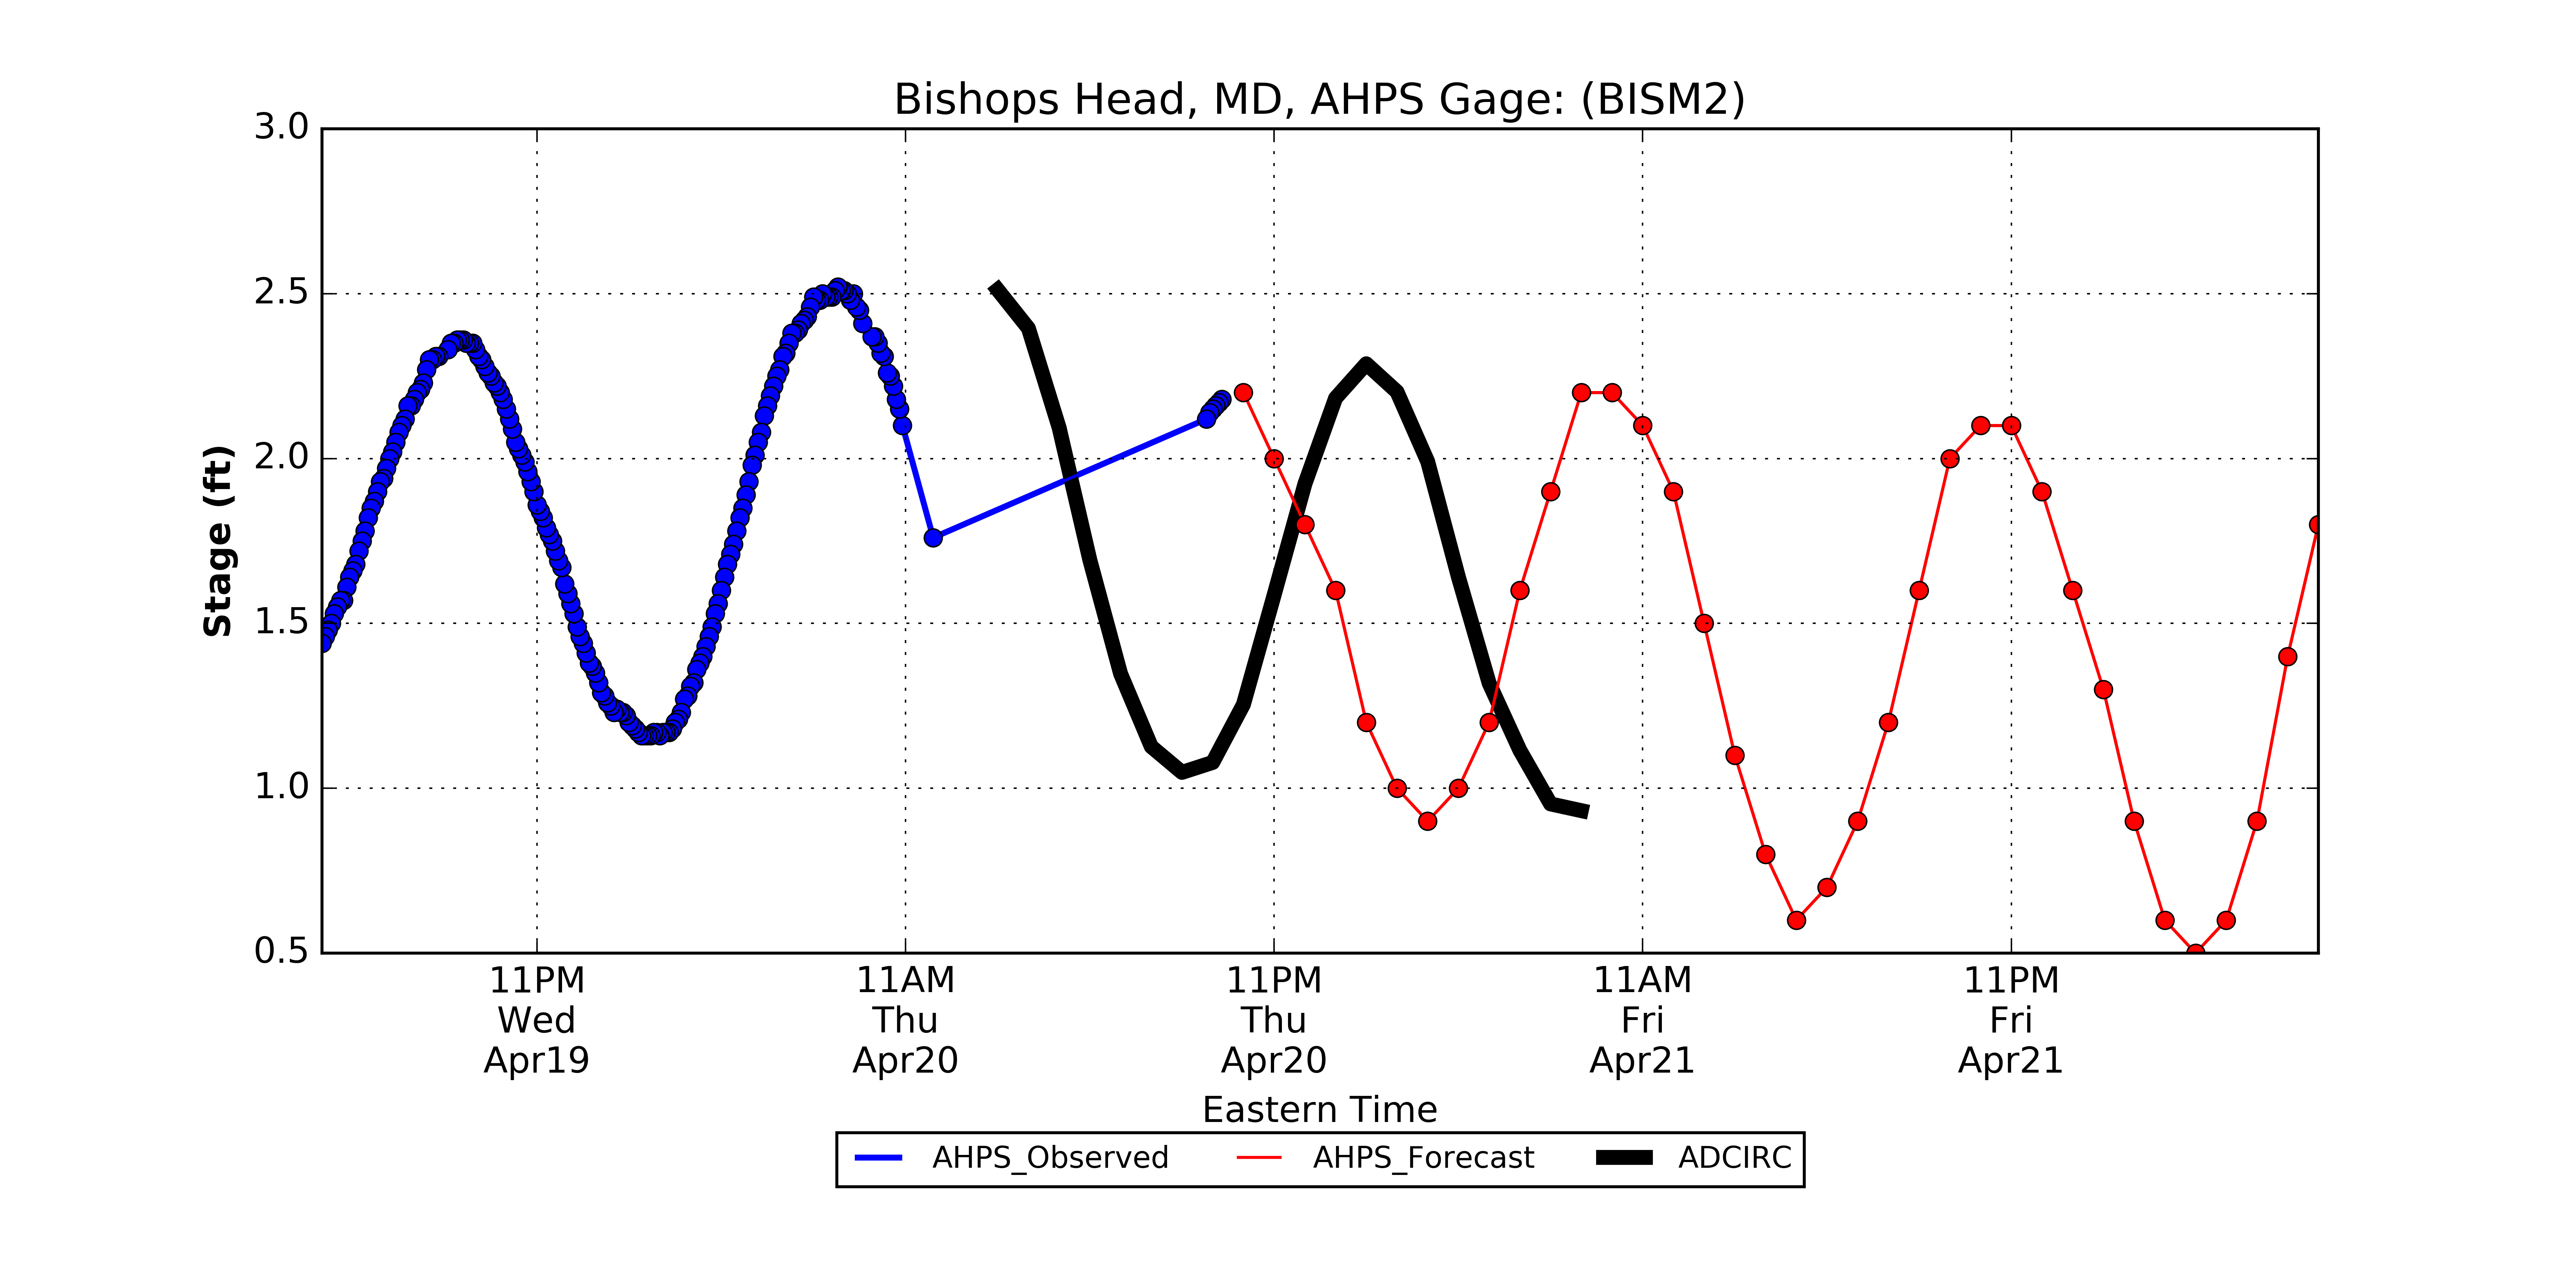 Bishops Head, MD, AHPS Gage: (BISM2)
3.0
2.5
2.0
1.5
1.0
0.5
Stage (ft)
11PM
Wed
Apr19
11AM
Thu
Apr20
11PM
Thu
Apr20
11AM
Fri
Apr21
11PM
Fri
Apr21
Eastern Time
AHPS_Observed
AHPS_Forecast
ADCIRC